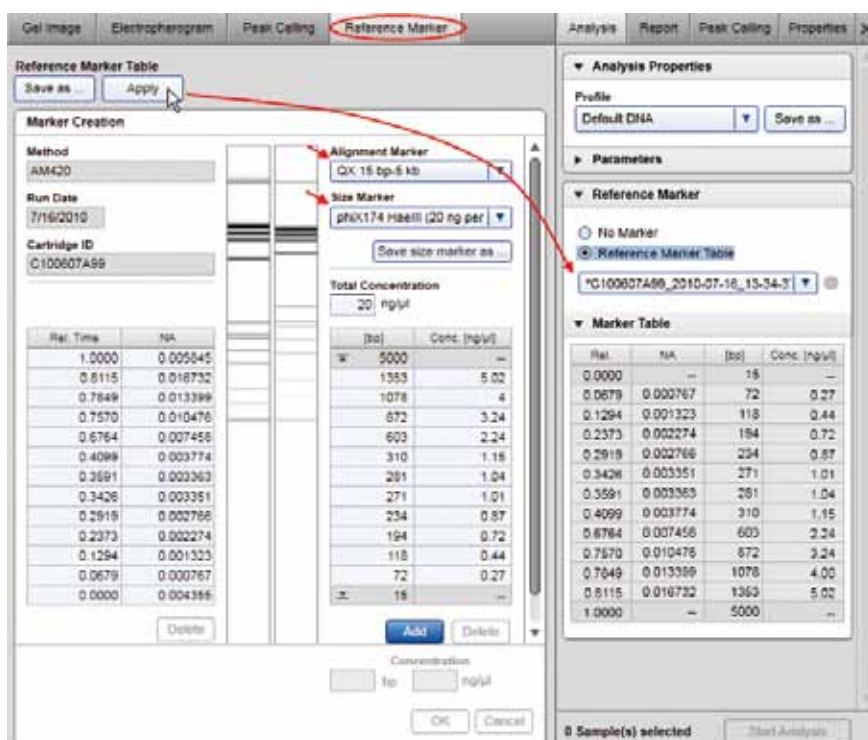 Gel Image Electropherogram Peak Calling Reference Marker
Reference Marker Table
Save as ... Apply
Marker Creation
Method
AM420
Run Date
7/16/2010
Cartridge ID
C100607A99
Alignment Marker
QX 15 bp-5 kb
Size Marker
phiX174 HaeIII (20 ng per
Save size marker as ...
Total Concentration
20 ng/µl
Rel. Time NA [bp] Conc. [ng/µl]
1.0000 0.005845 5000 --
0.8115 0.016732 1353 5.02
0.7849 0.013399 1078 4
0.7570 0.010476 872 3.24
0.6764 0.007458 603 2.24
0.4099 0.003774 310 1.15
0.3591 0.003363 281 1.04
0.3426 0.003351 271 1.01
0.2919 0.002766 234 0.87
0.2373 0.002274 194 0.72
0.1294 0.001323 118 0.44
0.0679 0.000767 72 0.27
0.0000 0.004355 15 --
Delete Add Delete
Concentration
bp ng/µl
OK Cancel
Analysis Report Peak Calling Properties
Analysis Properties
Profile
Default DNA Save as ...
Parameters
Reference Marker
No Marker
Reference Marker Table
*C100607A99_2010-07-16_13-34-3
Marker Table
Rel. NA [bp] Conc. [ng/µl]
0.0000 -- 15 --
0.0679 0.000767 72 0.27
0.1294 0.001323 118 0.44
0.2373 0.002274 194 0.72
0.2919 0.002766 234 0.87
0.3426 0.003351 271 1.01
0.3591 0.003363 281 1.04
0.4099 0.003774 310 1.15
0.6764 0.007458 603 2.24
0.7570 0.010476 872 3.24
0.7849 0.013399 1078 4.00
0.8115 0.016732 1353 5.02
1.0000 -- 5000 --
0 Sample(s) selected Start Analysis